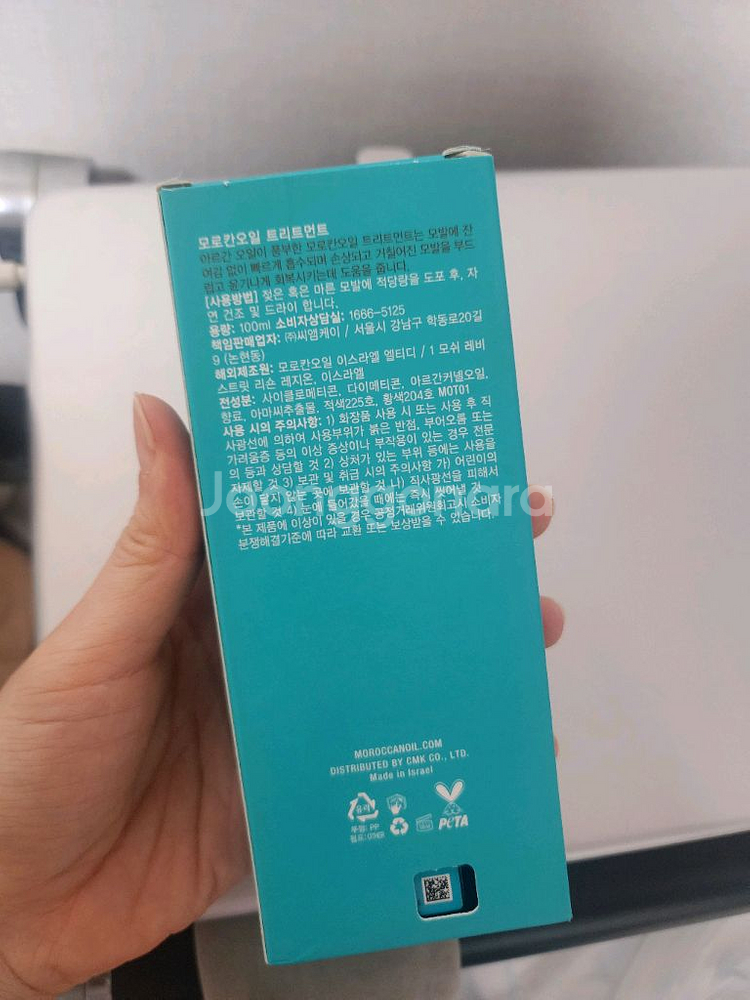 모로칸오일 트리트먼트
아르간 오일이 풍부한 모로칸오일 트리트먼트는 모발에 잔
여감 없이 빠르게 흡수되며 손상되고 거칠어진 모발을 부드
럽고 윤기나게 회복시키는데 도움을 줍니다.
[사용방법] 젖은 혹은 마른 모발에 적당량을 도포 후, 자
연 건조 및 드라이 합니다.
용량: 100ml 소비자상담실: 1666-5125
책임판매업자: ㈜씨엠케이 / 서울시 강남구 학동로20길
9 (논현동)
해외제조원: 모로칸오일 이스라엘 엘티디 / 1 모쉬 레비
스트릿 리숀 레지온, 이스라엘
전성분: 사이클로메티콘, 다이메티콘, 아르간커넬오일,
향료, 아마씨추출물, 적색225호, 황색204호 MOT01
사용 시의 주의사항: 1) 화장품 사용 시 또는 사용 후 직
사광선에 의하여 사용부위가 붉은 반점, 부어오름 또는
가려움증 등의 이상 증상이나 부작용이 있는 경우 전문
의 등과 상담할 것 2) 상처가 있는 부위 등에는 사용을
자제할 것 3) 보관 및 취급 시의 주의사항 가) 어린이의
손이 닿지 않는 곳에 보관할 것 나) 직사광선을 피해서
보관할 것 4) 눈에 들어갔을 때에는 즉시 씻어낼 것
*본 제품에 이상이 있을 경우 공정거래위원회고시 소비자
분쟁해결기준에 따라 교환 또는 보상받을 수 있습니다.
Joonggonara
MOROCCANOIL.COM
DISTRIBUTED BY CMK CO., LTD.
Made in Israel
유리
뚜껑: PP
펌프: OTHER
PETA